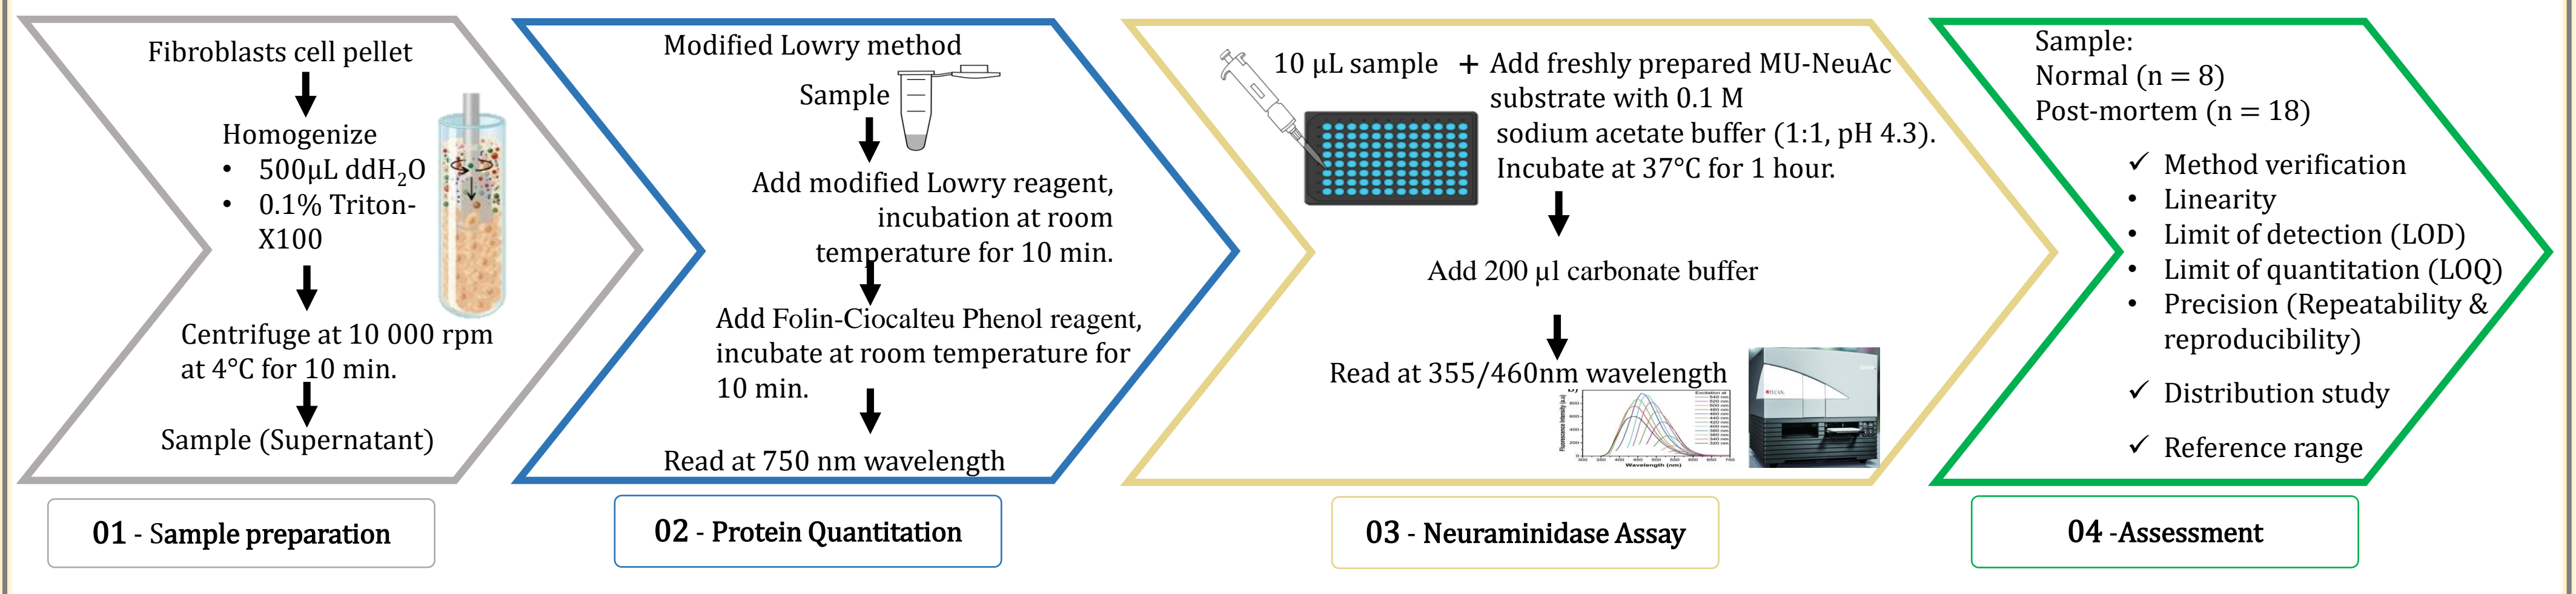 Fibroblasts cell pellet
Homogenize
• 500µL ddH₂O
• 0.1% Triton-
X100
Centrifuge at 10 000 rpm
at 4°C for 10 min.
Sample (Supernatant)
01 - Sample preparation
Modified Lowry method
Sample
Add modified Lowry reagent,
incubation at room
temperature for 10 min.
Add Folin-Ciocalteu Phenol reagent,
incubate at room temperature for
10 min.
Read at 750 nm wavelength
02 - Protein Quantitation
10 µL sample + Add freshly prepared MU-NeuAc
substrate with 0.1 M
sodium acetate buffer (1:1, pH 4.3).
Incubate at 37°C for 1 hour.
Add 200 µl carbonate buffer
Read at 355/460nm wavelength
Fluorescence Intensity (a.u)
Wavelength (nm)
TECAN
03 - Neuraminidase Assay
Sample:
Normal (n = 8)
Post-mortem (n = 18)
✓ Method verification
• Linearity
• Limit of detection (LOD)
• Limit of quantitation (LOQ)
• Precision (Repeatability &
reproducibility)
✓ Distribution study
✓ Reference range
04 -Assessment